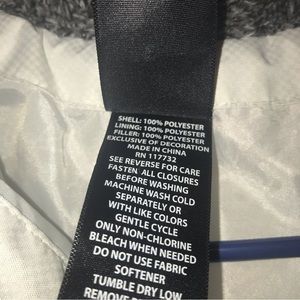 SHELL: 100% POLYESTER
LINING: 100% POLYESTER
FILLER: 100% POLYESTER
EXCLUSIVE OF DECORATION
MADE IN CHINA
RN 117732
SEE REVERSE FOR CARE
FASTEN ALL CLOSURES
BEFORE WASHING
MACHINE WASH COLD
SEPARATELY OR
WITH LIKE COLORS
GENTLE CYCLE
ONLY NON-CHLORINE
BLEACH WHEN NEEDED
DO NOT USE FABRIC
SOFTENER
TUMBLE DRY LOW
REMOVE